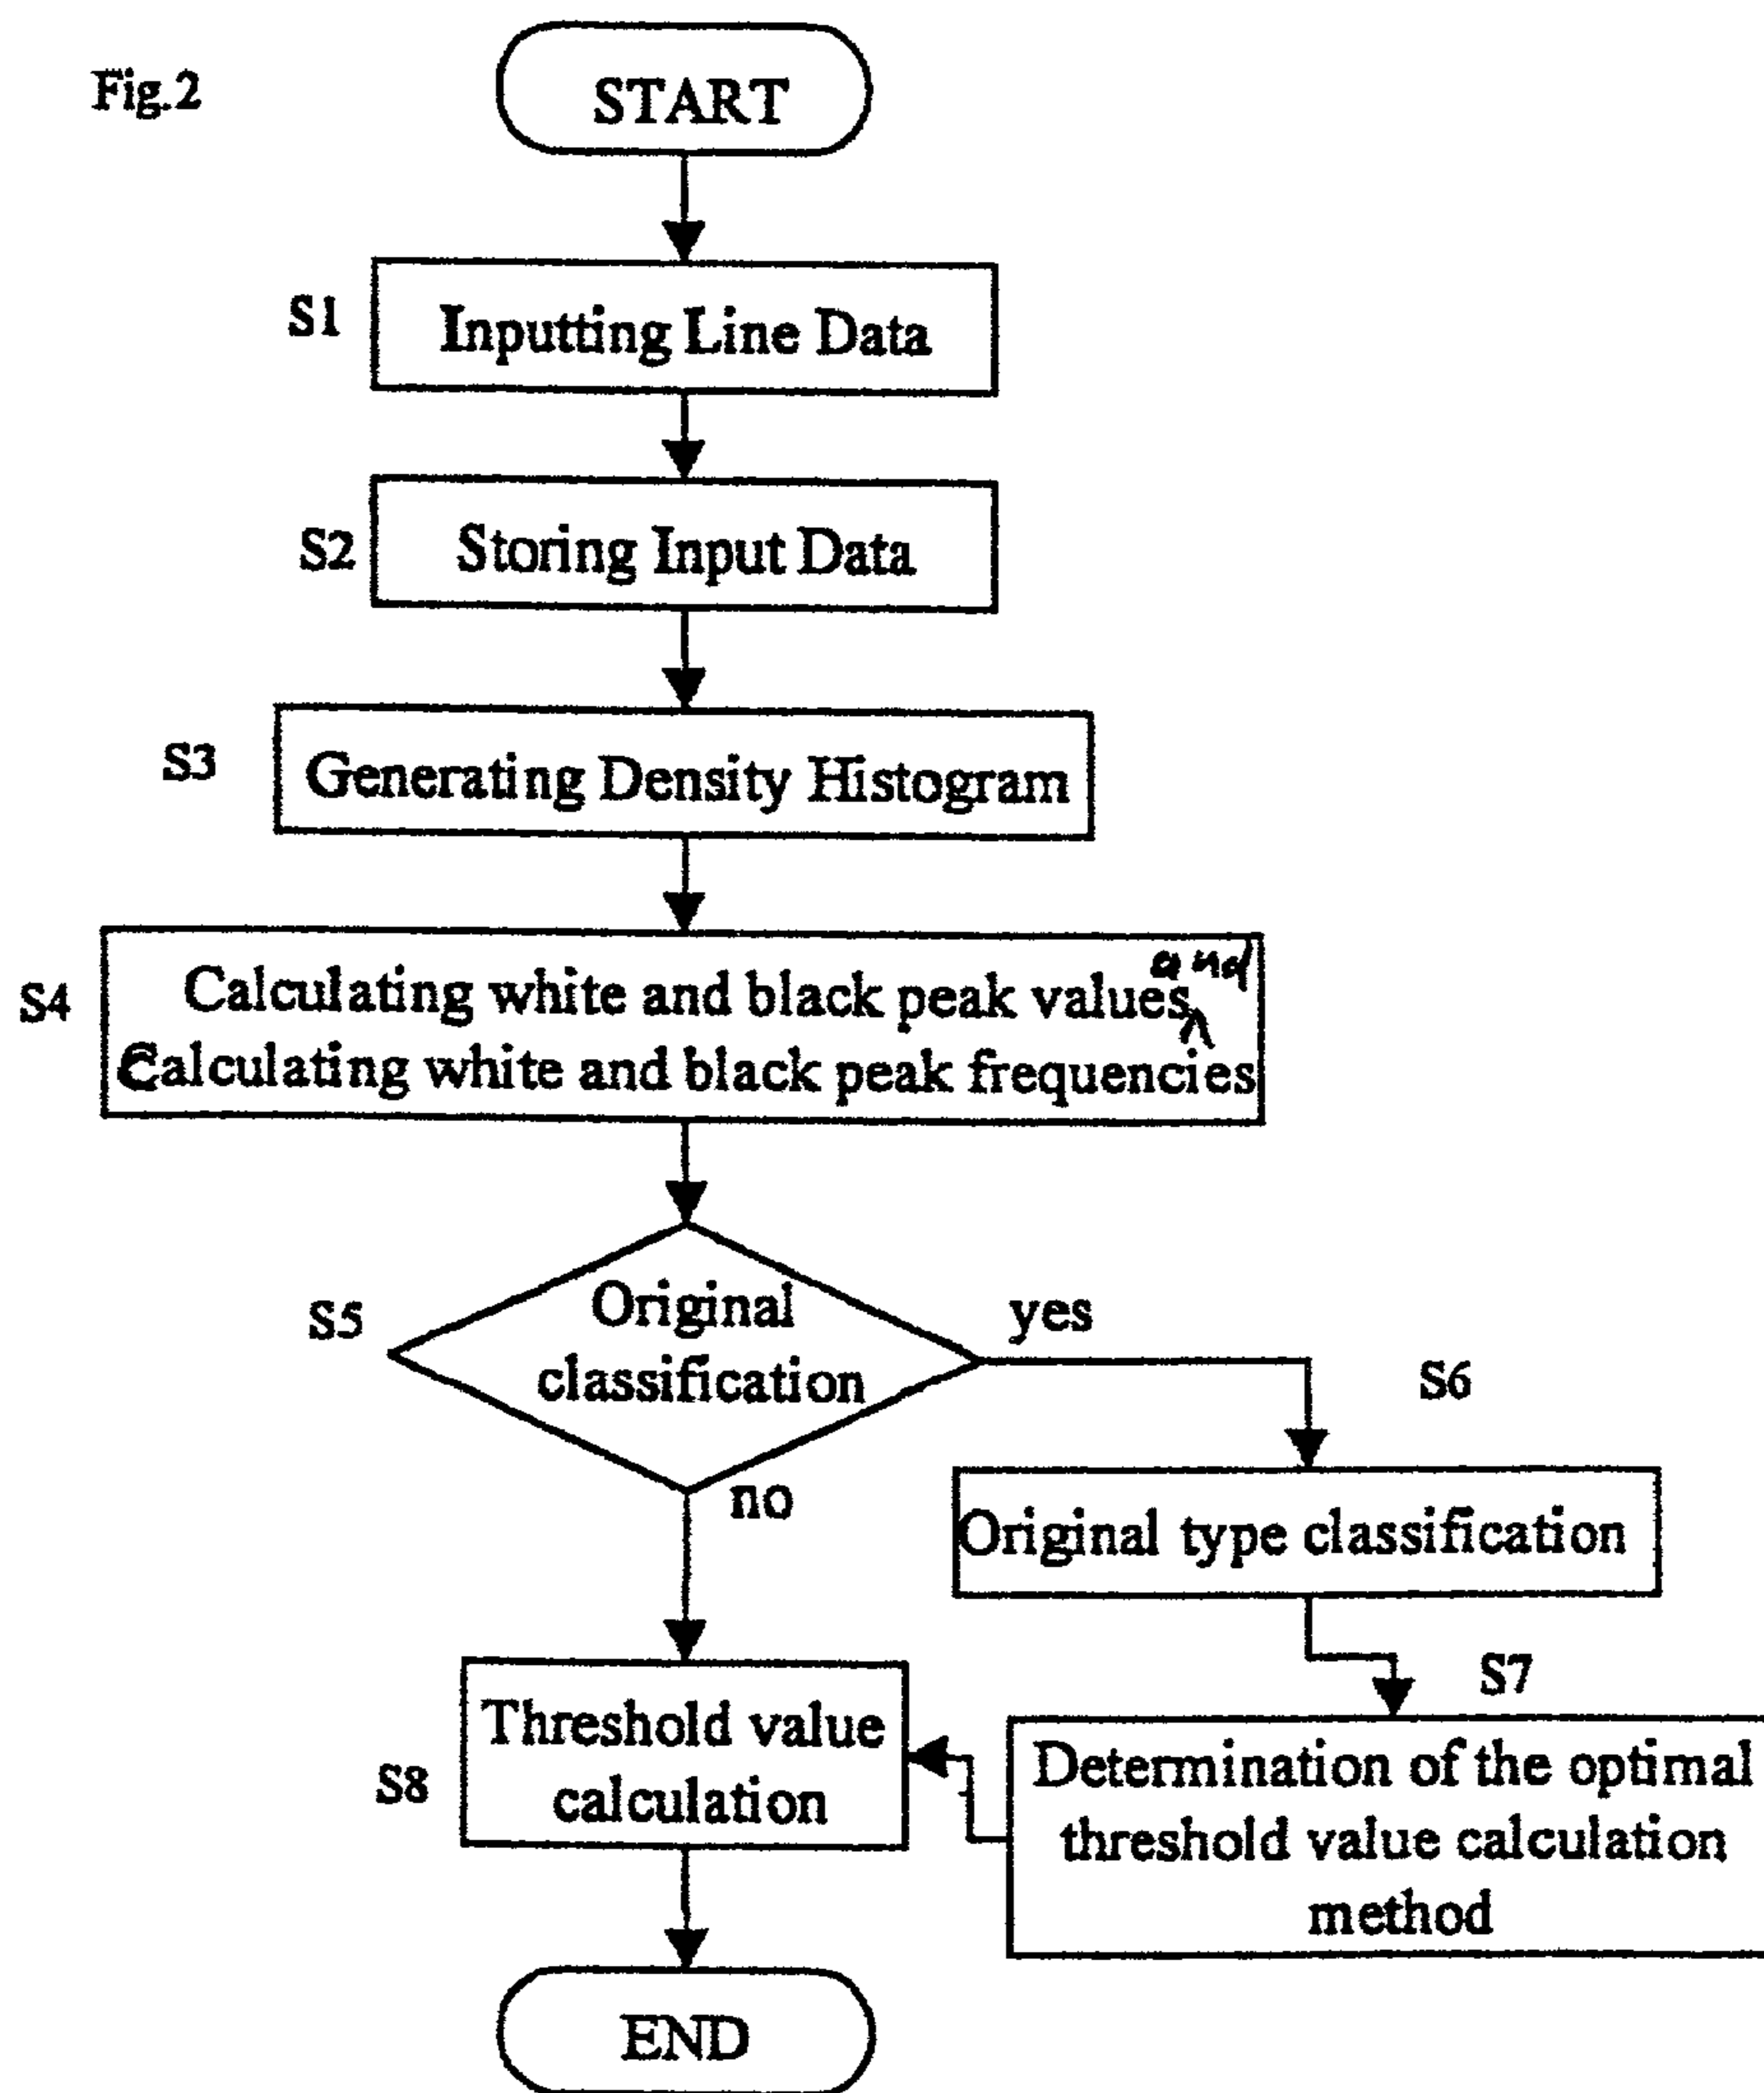 Fig.2
START
S1
Inputting Line Data
S2
Storing Input Data
S3
Generating Density Histogram
S4
Calculating white and black peak values and
Calculating white and black peak frequencies
S5
Original
classification
yes
no
S6
Original type classification
S7
Determination of the optimal
threshold value calculation
method
S8
Threshold value
calculation
END